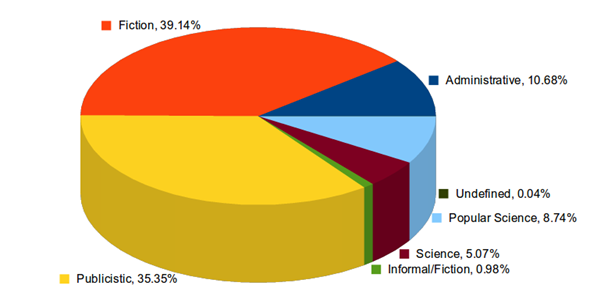 Fiction, 39.14%
Administrative, 10.68%
Undefined, 0.04%
Popular Science, 8.74%
Science, 5.07%
Informal/Fiction, 0.98%
Publicistic, 35.35%